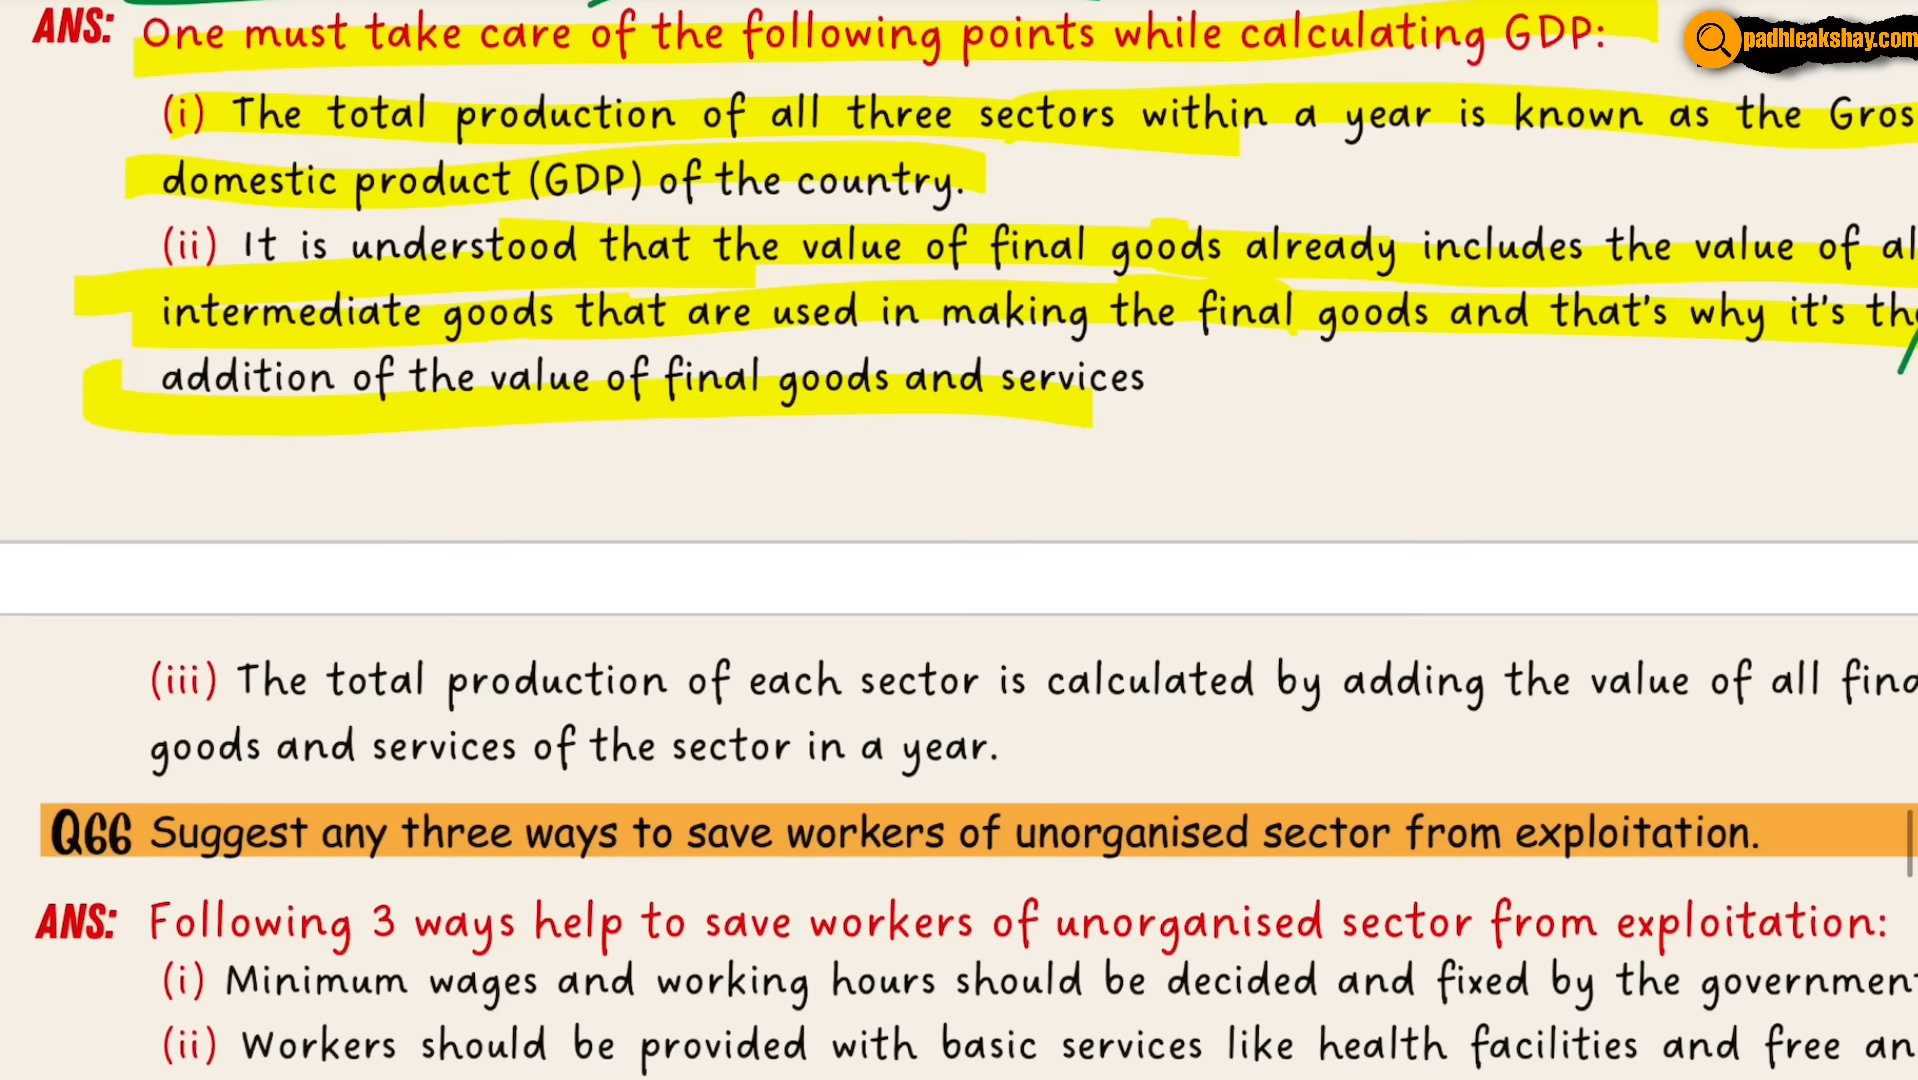 ANS: One must take care of the following points while calculating GDP:
padhleakshay.com
(i) The total production of all three sectors within a year is known as the Gros
domestic product (GDP) of the country.
(ii) It is understood that the value of final goods already includes the value of al
intermediate goods that are used in making the final goods and that's why it's the
addition of the value of final goods and services
(iii) The total production of each sector is calculated by adding the value of all fina
goods and services of the sector in a year.
Q66 Suggest any three ways to save workers of unorganised sector from exploitation.
ANS: Following 3 ways help to save workers of unorganised sector from exploitation:
(i) Minimum wages and working hours should be decided and fixed by the government
(ii) Workers should be provided with basic services like health facilities and free an